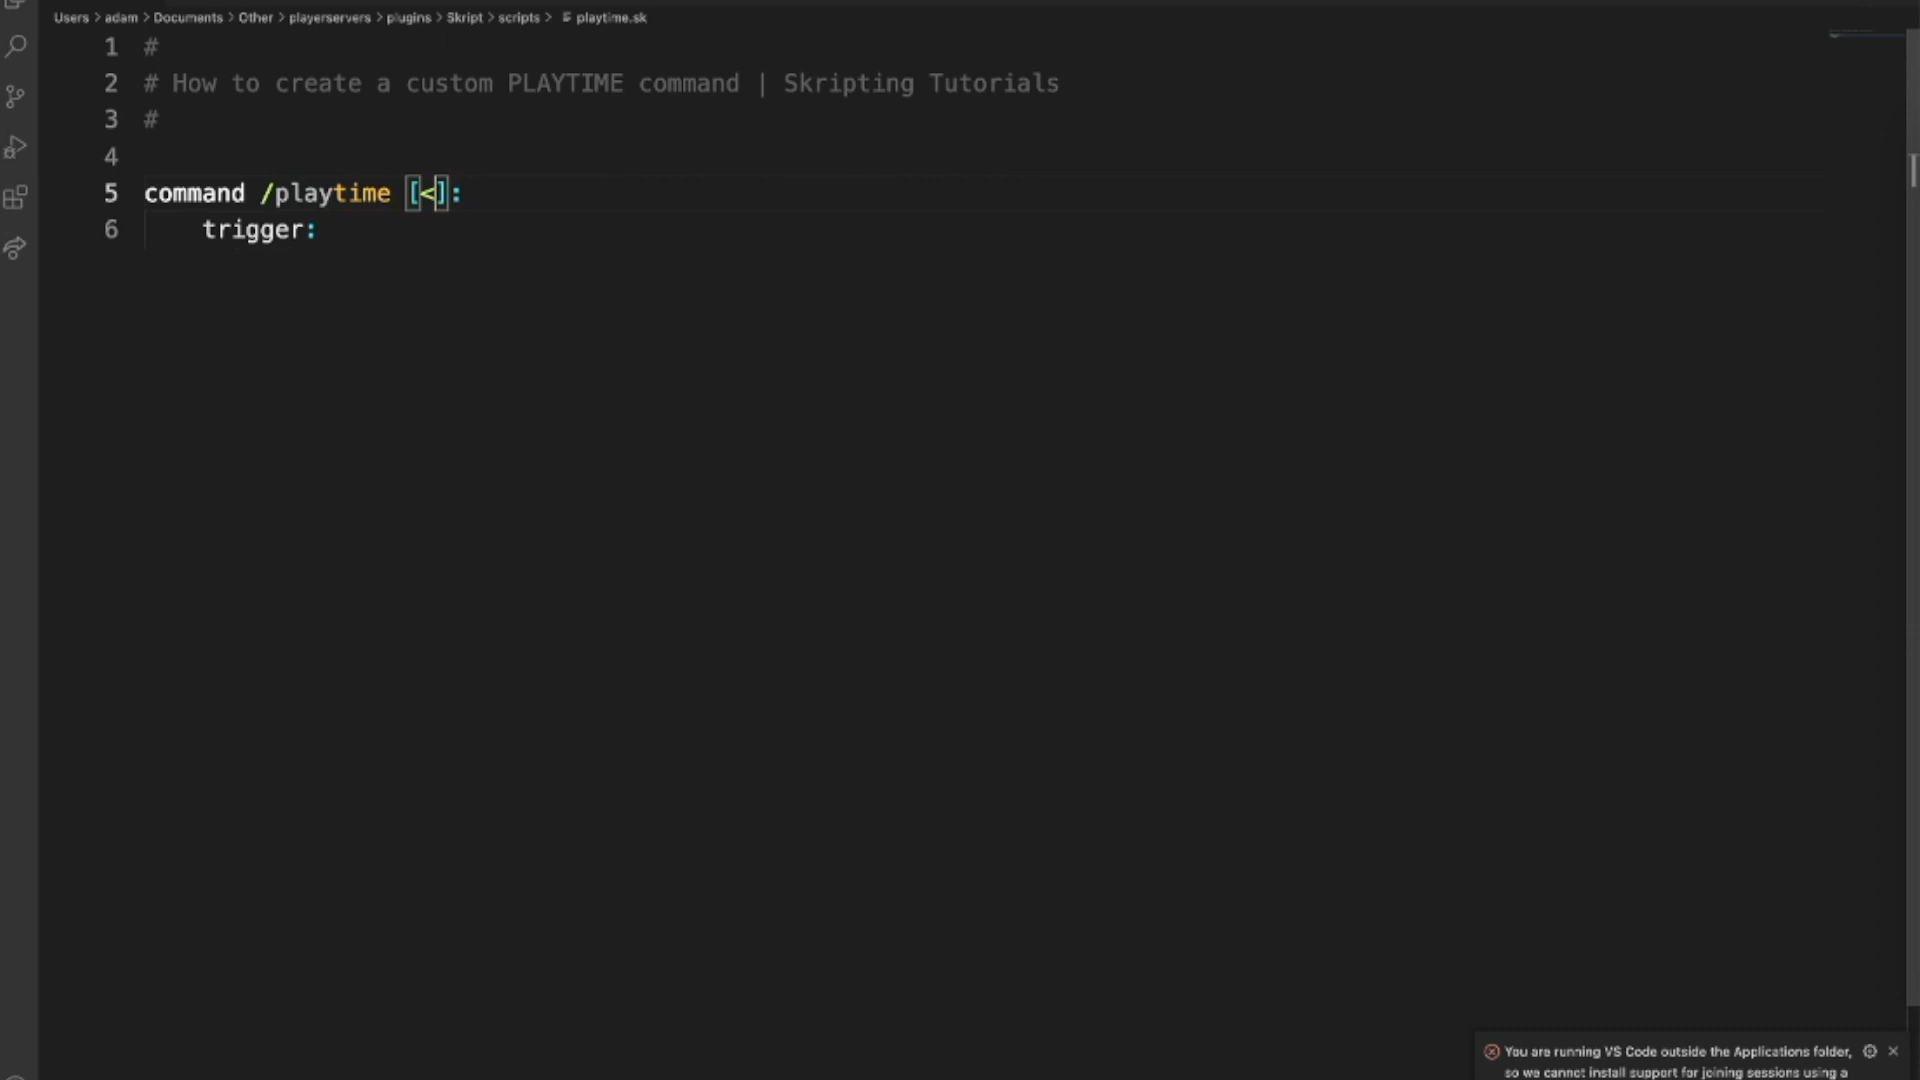 Users > adam > Documents > Other > playerservers > plugins > Skript > scripts > playtime.sk
1 #
2 # How to create a custom PLAYTIME command | Skripting Tutorials
3 #
4
5 command /playtime [<]:
6 trigger:
You are running VS Code outside the Applications folder,
so we cannot install support for joining sessions using a